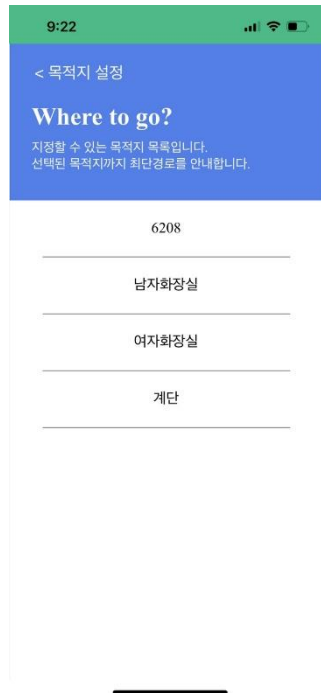 9:22
< 목적지 설정
Where to go?
지정할 수 있는 목적지 목록입니다.
선택된 목적지까지 최단경로를 안내합니다.
6208
남자화장실
여자화장실
계단